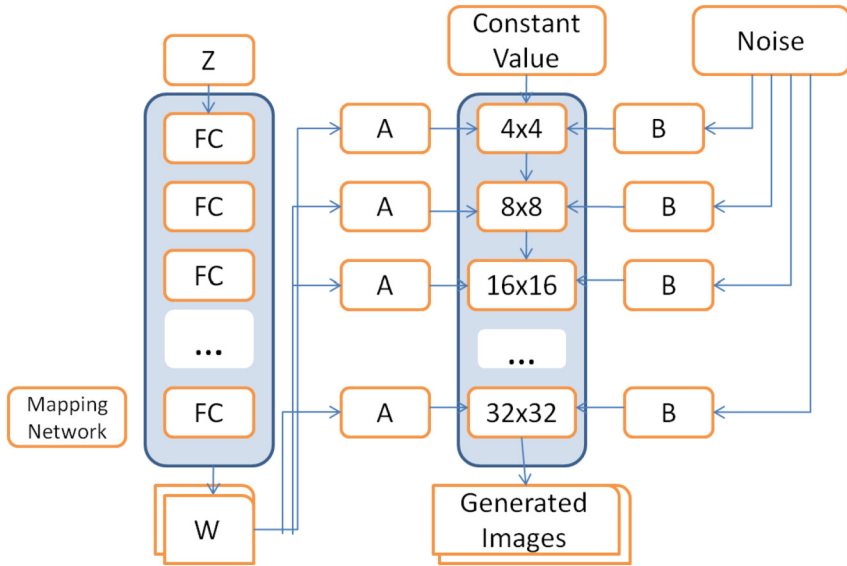 Z
Constant
Value
Noise
FC
A
4x4
B
FC
A
8x8
B
FC
A
16x16
B
...
...
Mapping
Network
FC
A
32x32
B
W
Generated
Images